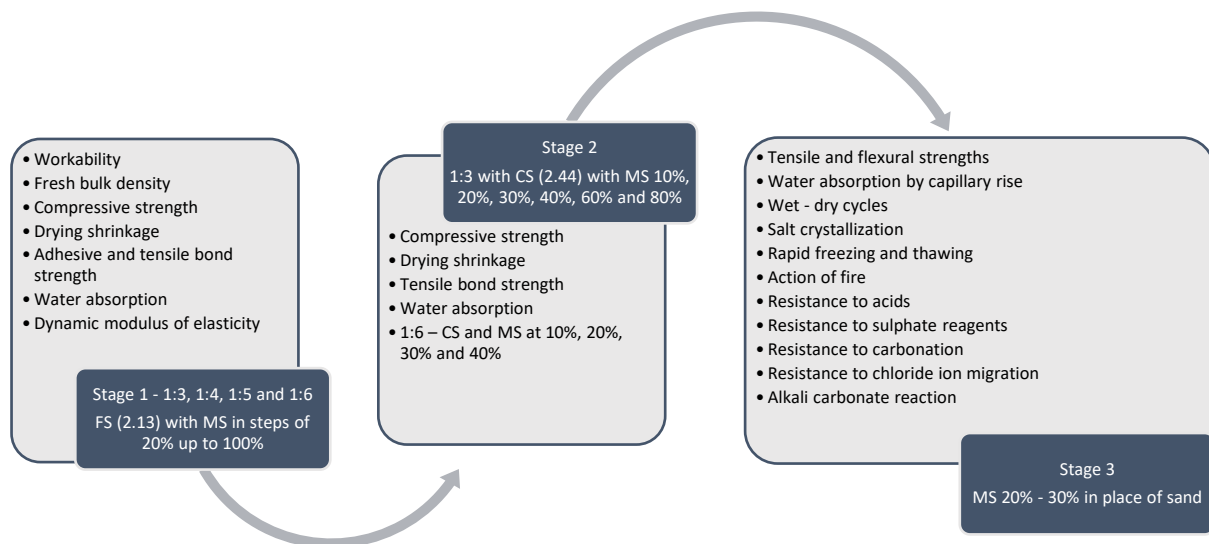 • Workability
• Fresh bulk density
• Compressive strength
• Drying shrinkage
• Adhesive and tensile bond
strength
• Water absorption
• Dynamic modulus of elasticity
Stage 1 - 1:3, 1:4, 1:5 and 1:6
FS (2.13) with MS in steps of
20% up to 100%
Stage 2
1:3 with CS (2.44) with MS 10%,
20%, 30%, 40%, 60% and 80%
• Compressive strength
• Drying shrinkage
• Tensile bond strength
• Water absorption
• 1:6 – CS and MS at 10%, 20%,
30% and 40%
• Tensile and flexural strengths
• Water absorption by capillary rise
• Wet - dry cycles
• Salt crystallization
• Rapid freezing and thawing
• Action of fire
• Resistance to acids
• Resistance to sulphate reagents
• Resistance to carbonation
• Resistance to chloride ion migration
• Alkali carbonate reaction
Stage 3
MS 20% - 30% in place of sand